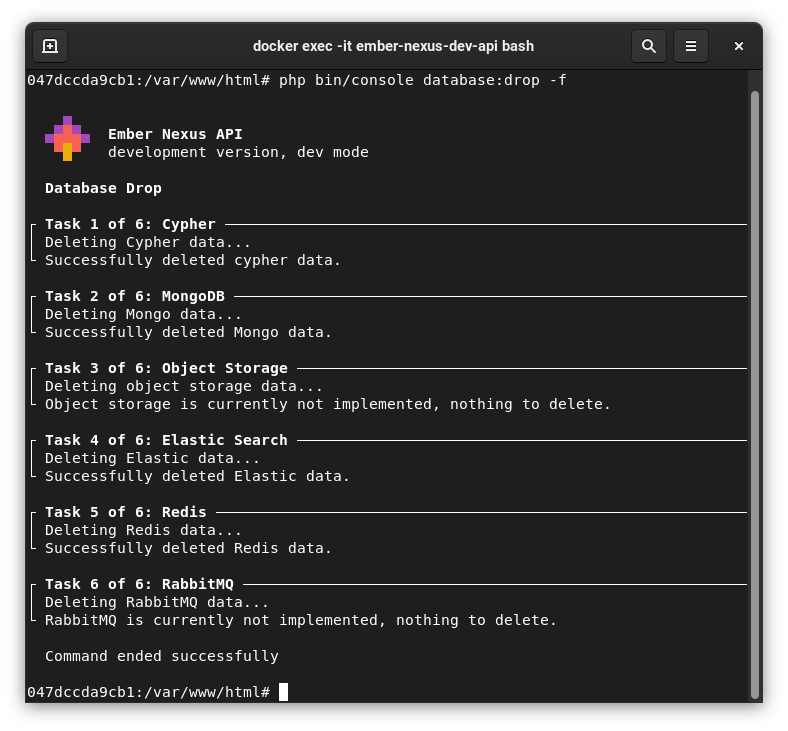 docker exec -it ember-nexus-dev-api bash
047dccda9cb1:/var/www/html# php bin/console database:drop -f
Ember Nexus API
development version, dev mode
Database Drop
Task 1 of 6: Cypher
Deleting Cypher data...
Successfully deleted cypher data.
Task 2 of 6: MongoDB
Deleting Mongo data...
Successfully deleted Mongo data.
Task 3 of 6: Object Storage
Deleting object storage data...
Object storage is currently not implemented, nothing to delete.
Task 4 of 6: Elastic Search
Deleting Elastic data...
Successfully deleted Elastic data.
Task 5 of 6: Redis
Deleting Redis data...
Successfully deleted Redis data.
Task 6 of 6: RabbitMQ
Deleting RabbitMQ data...
RabbitMQ is currently not implemented, nothing to delete.
Command ended successfully
047dccda9cb1:/var/www/html#